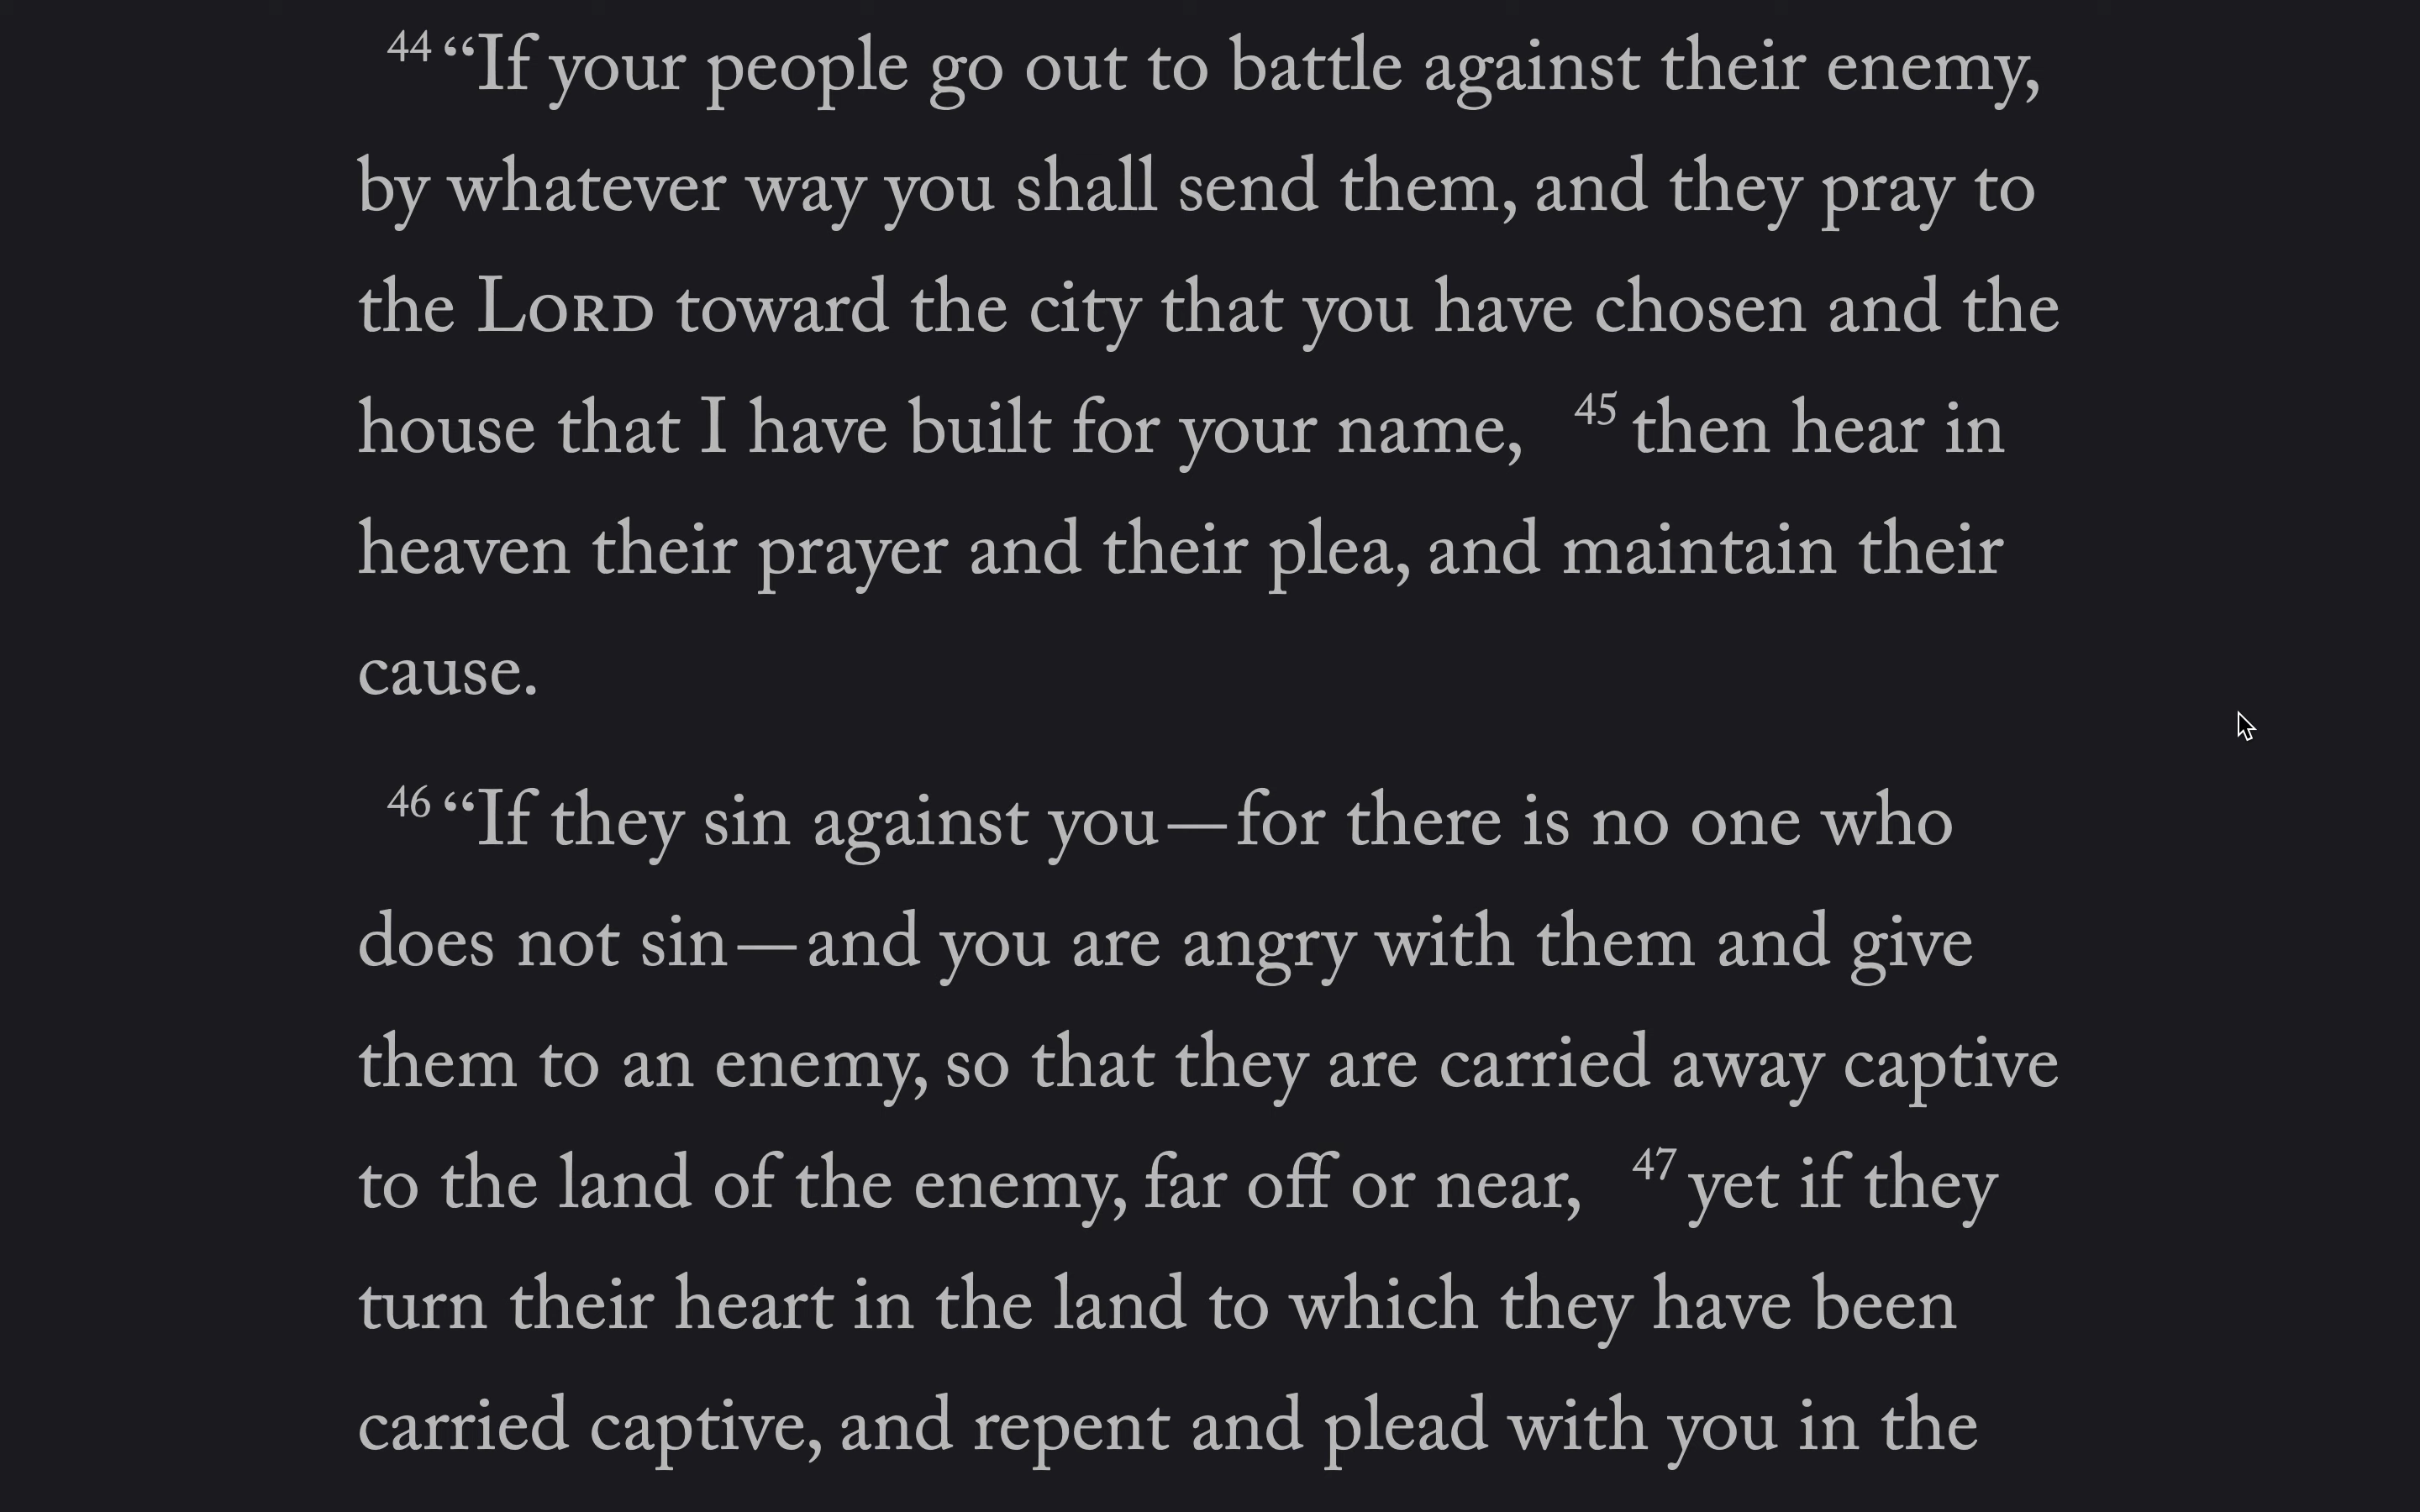 44 “If your people go out to battle against their enemy,
by whatever way you shall send them, and they pray to
the LORD toward the city that you have chosen and the
house that I have built for your name, 45 then hear in
heaven their prayer and their plea, and maintain their
cause.
46 “If they sin against you—for there is no one who
does not sin—and you are angry with them and give
them to an enemy, so that they are carried away captive
to the land of the enemy, far off or near, 47 yet if they
turn their heart in the land to which they have been
carried captive, and repent and plead with you in the